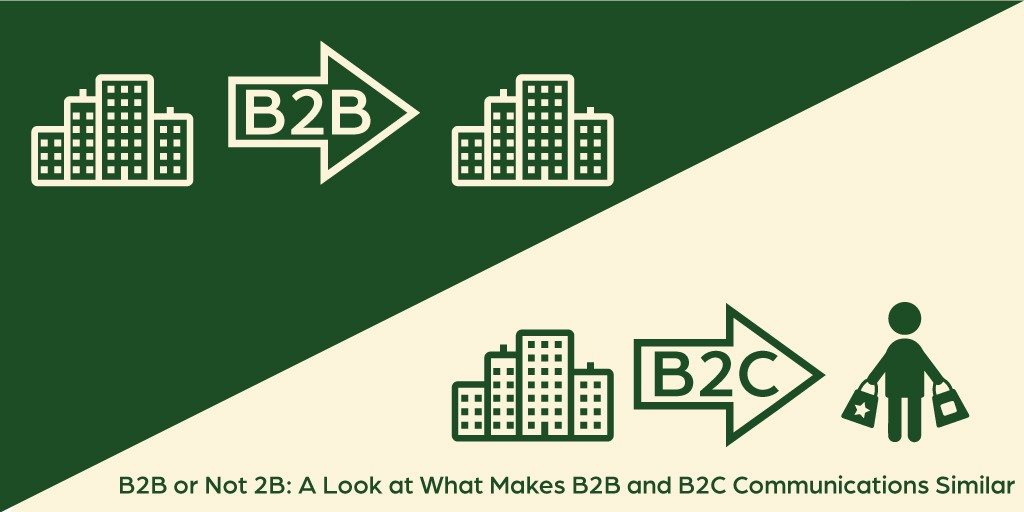 B2B
B2C
B2B or Not 2B: A Look at What Makes B2B and B2C Communications Similar